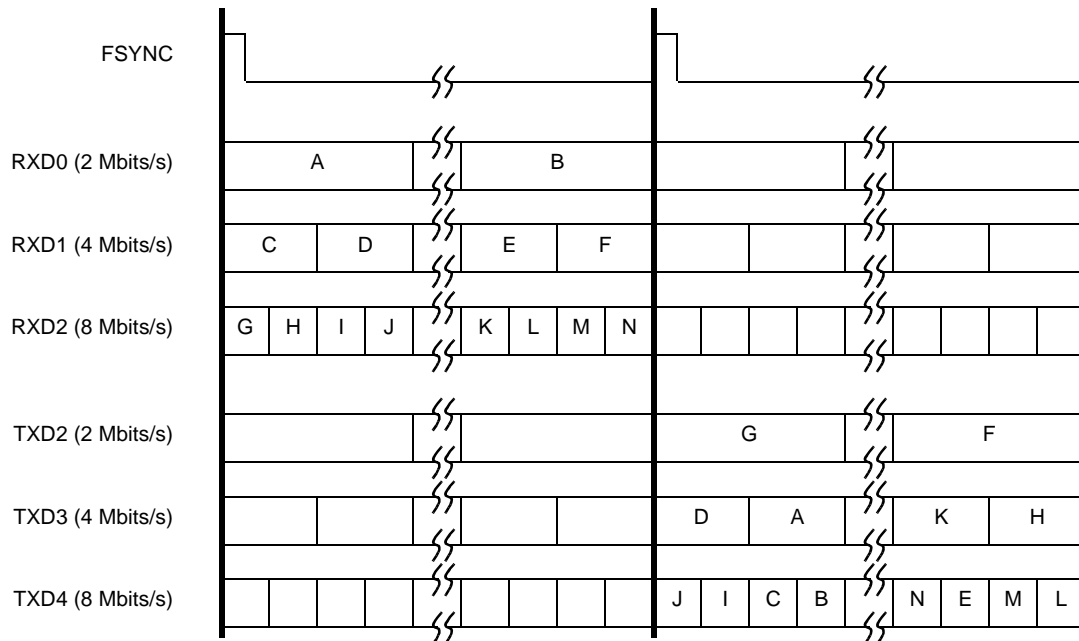 FSYNC
RXD0 (2 Mbits/s) A B
RXD1 (4 Mbits/s) C D E F
RXD2 (8 Mbits/s) G H I J K L M N
TXD2 (2 Mbits/s) G F
TXD3 (4 Mbits/s) D A K H
TXD4 (8 Mbits/s) J I C B N E M L